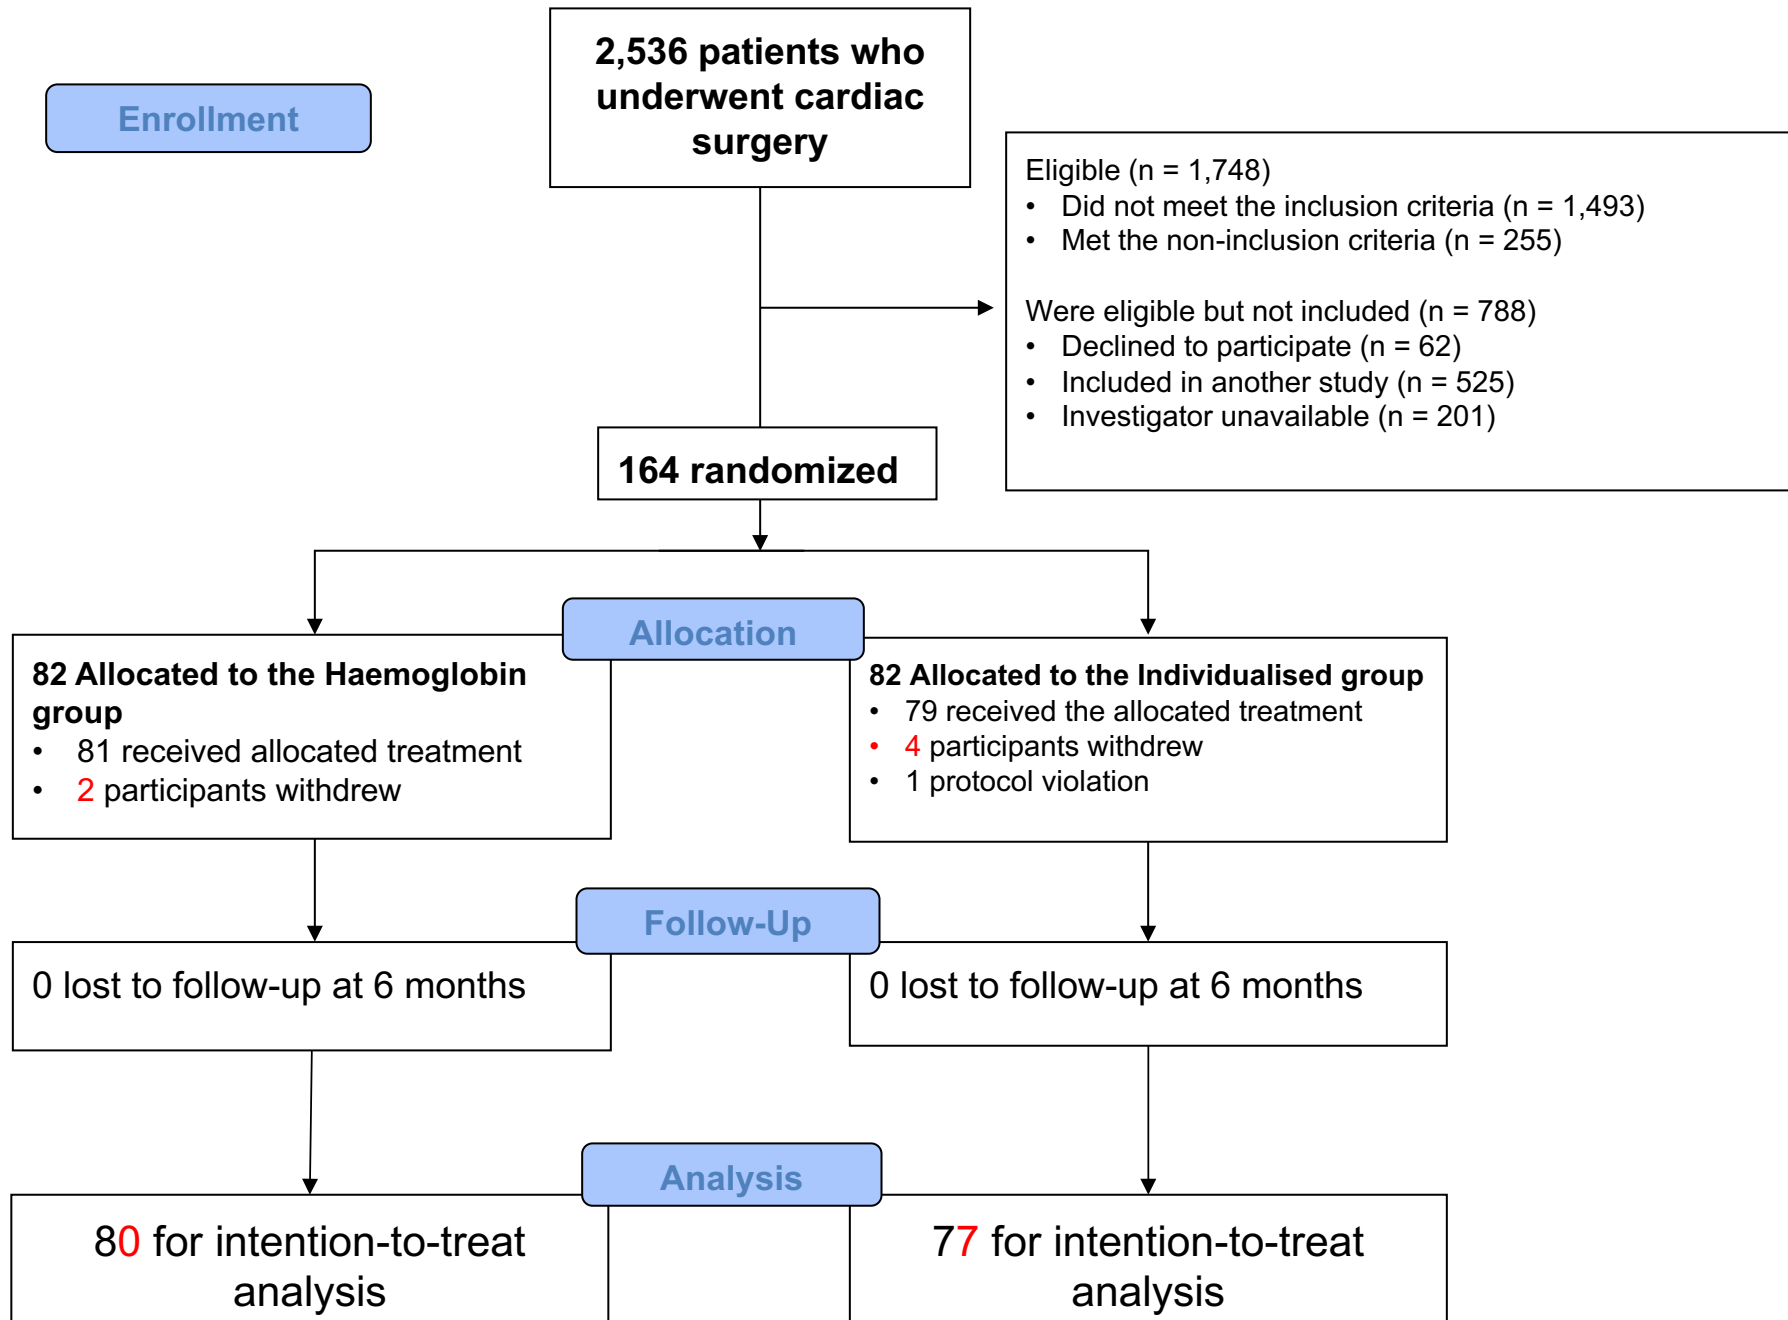 Enrollment
2,536 patients who
underwent cardiac
surgery
Eligible (n = 1,748)
• Did not meet the inclusion criteria (n = 1,493)
• Met the non-inclusion criteria (n = 255)
Were eligible but not included (n = 788)
• Declined to participate (n = 62)
• Included in another study (n = 525)
• Investigator unavailable (n = 201)
164 randomized
Allocation
82 Allocated to the Haemoglobin
group
• 81 received allocated treatment
• 2 participants withdrew
82 Allocated to the Individualised group
• 79 received the allocated treatment
• 4 participants withdrew
• 1 protocol violation
Follow-Up
0 lost to follow-up at 6 months
0 lost to follow-up at 6 months
Analysis
80 for intention-to-treat
analysis
77 for intention-to-treat
analysis